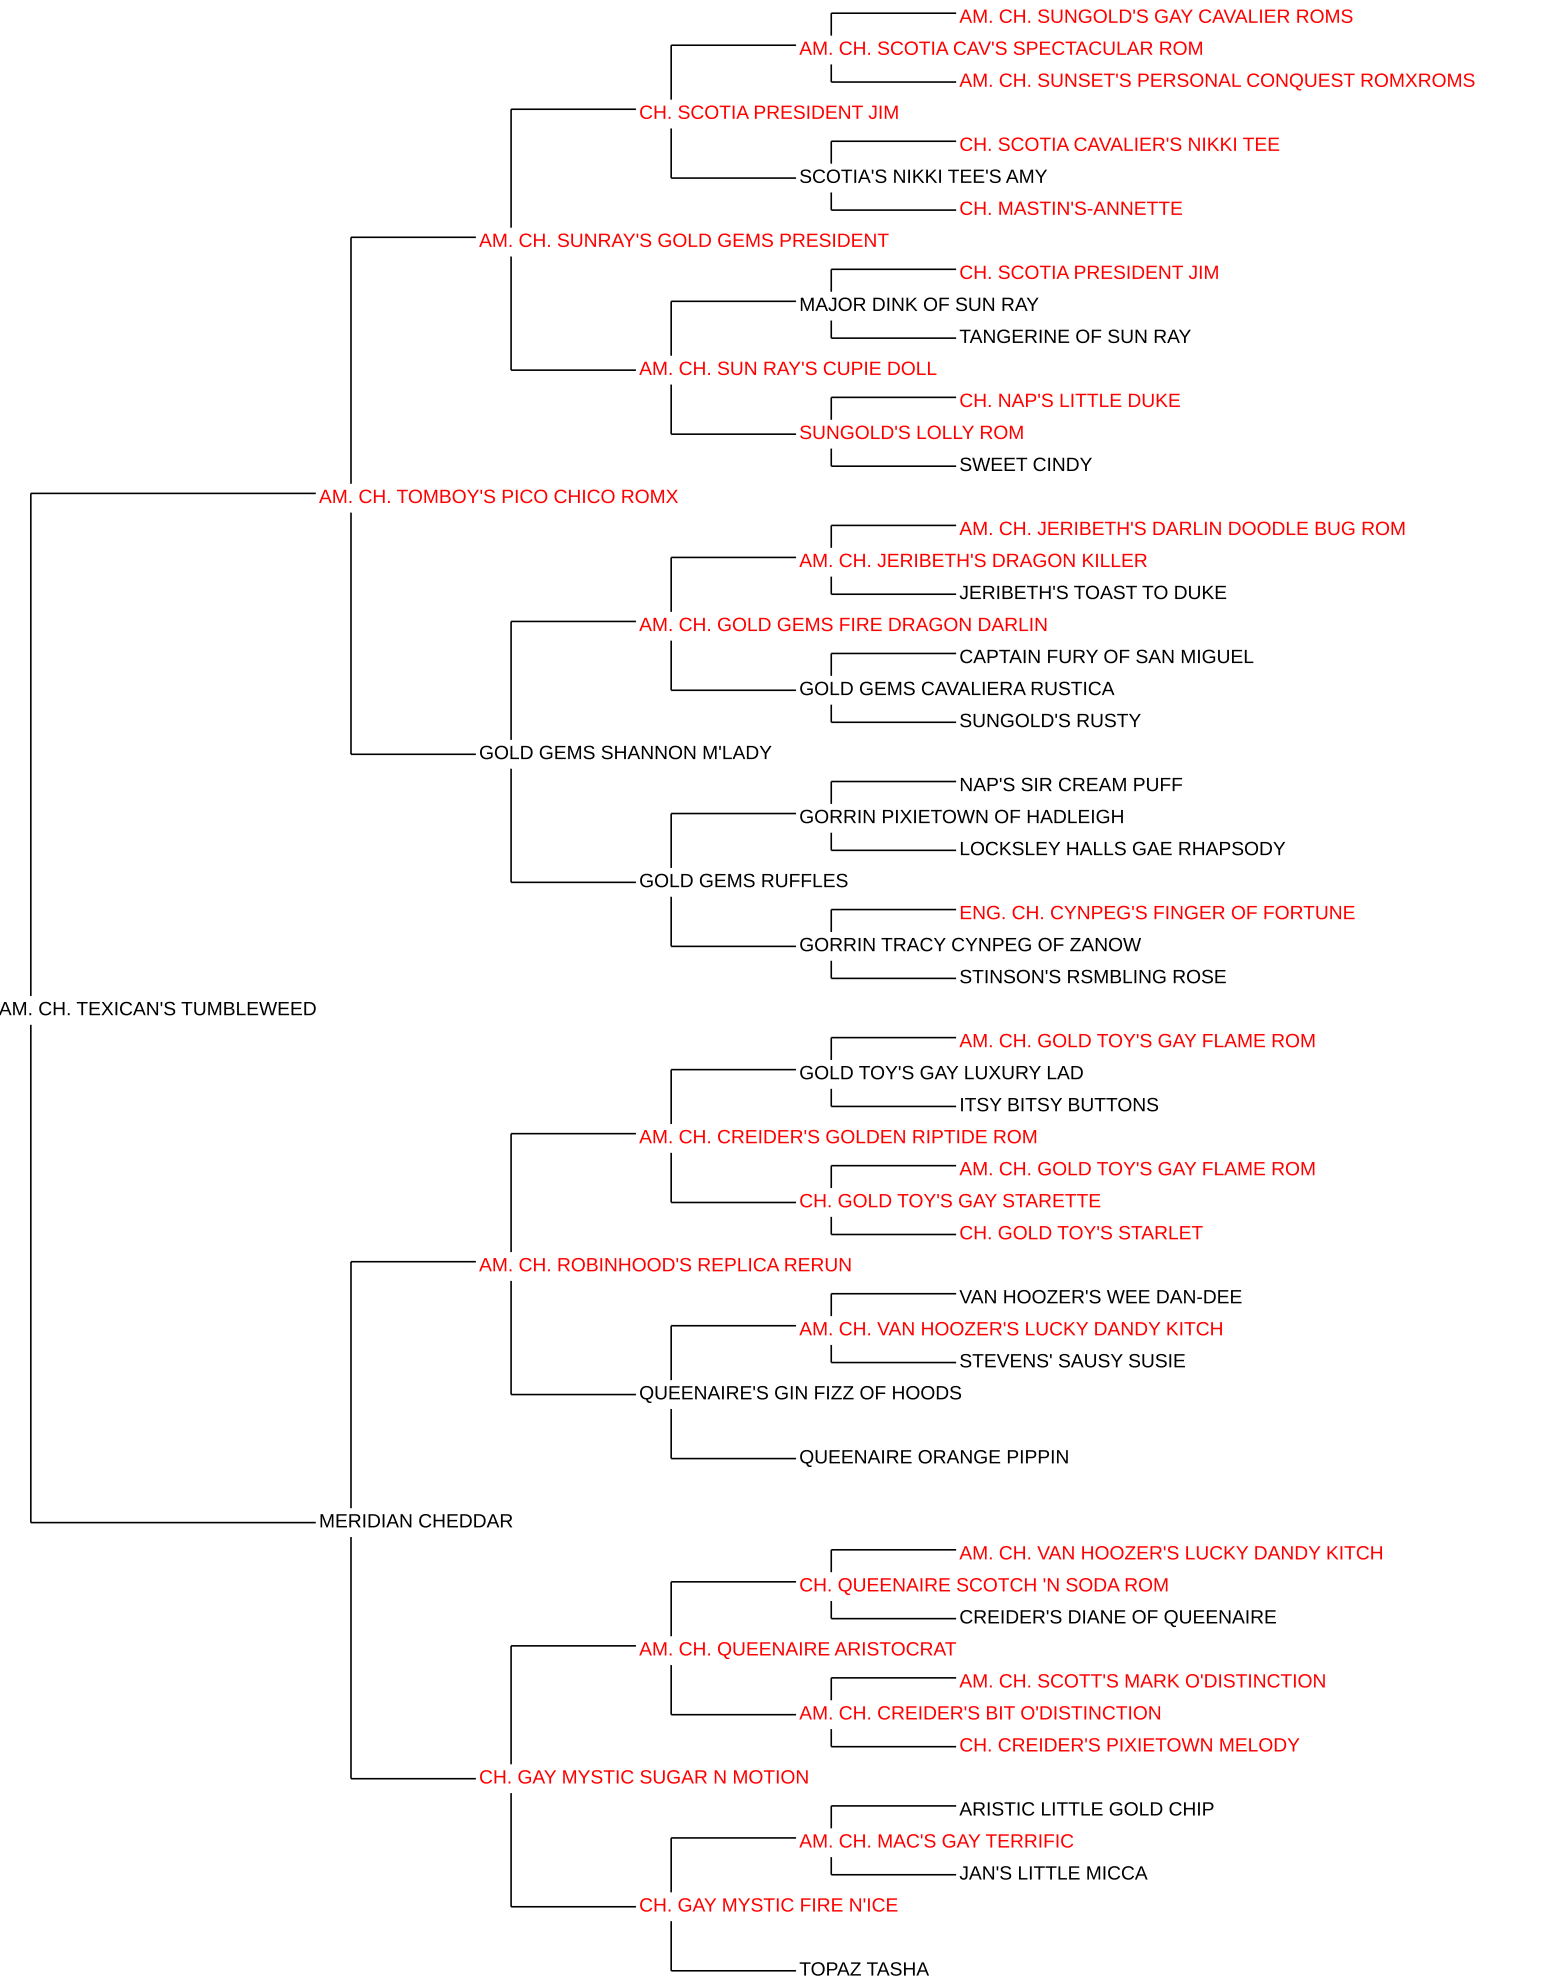 AM. CH. SUNGOLD'S GAY CAVALIER ROMS
AM. CH. SCOTIA CAV'S SPECTACULAR ROM
AM. CH. SUNSET'S PERSONAL CONQUEST ROMXROMS
CH. SCOTIA PRESIDENT JIM
CH. SCOTIA CAVALIER'S NIKKI TEE
SCOTIA'S NIKKI TEE'S AMY
CH. MASTIN'S-ANNETTE
AM. CH. SUNRAY'S GOLD GEMS PRESIDENT
CH. SCOTIA PRESIDENT JIM
MAJOR DINK OF SUN RAY
TANGERINE OF SUN RAY
AM. CH. SUN RAY'S CUPIE DOLL
CH. NAP'S LITTLE DUKE
SUNGOLD'S LOLLY ROM
SWEET CINDY
AM. CH. TOMBOY'S PICO CHICO ROMX
AM. CH. JERIBETH'S DARLIN DOODLE BUG ROM
AM. CH. JERIBETH'S DRAGON KILLER
JERIBETH'S TOAST TO DUKE
AM. CH. GOLD GEMS FIRE DRAGON DARLIN
CAPTAIN FURY OF SAN MIGUEL
GOLD GEMS CAVALIERA RUSTICA
SUNGOLD'S RUSTY
GOLD GEMS SHANNON M'LADY
NAP'S SIR CREAM PUFF
GORRIN PIXIETOWN OF HADLEIGH
LOCKSLEY HALLS GAE RHAPSODY
GOLD GEMS RUFFLES
ENG. CH. CYNPEG'S FINGER OF FORTUNE
GORRIN TRACY CYNPEG OF ZANOW
STINSON'S RSMBLING ROSE
AM. CH. TEXICAN'S TUMBLEWEED
AM. CH. GOLD TOY'S GAY FLAME ROM
GOLD TOY'S GAY LUXURY LAD
ITSY BITSY BUTTONS
AM. CH. CREIDER'S GOLDEN RIPTIDE ROM
AM. CH. GOLD TOY'S GAY FLAME ROM
CH. GOLD TOY'S GAY STARETTE
CH. GOLD TOY'S STARLET
AM. CH. ROBINHOOD'S REPLICA RERUN
VAN HOOZER'S WEE DAN-DEE
AM. CH. VAN HOOZER'S LUCKY DANDY KITCH
STEVENS' SAUSY SUSIE
QUEENAIRE'S GIN FIZZ OF HOODS
QUEENAIRE ORANGE PIPPIN
MERIDIAN CHEDDAR
AM. CH. VAN HOOZER'S LUCKY DANDY KITCH
CH. QUEENAIRE SCOTCH 'N SODA ROM
CREIDER'S DIANE OF QUEENAIRE
AM. CH. QUEENAIRE ARISTOCRAT
AM. CH. SCOTT'S MARK O'DISTINCTION
AM. CH. CREIDER'S BIT O'DISTINCTION
CH. CREIDER'S PIXIETOWN MELODY
CH. GAY MYSTIC SUGAR N MOTION
ARISTIC LITTLE GOLD CHIP
AM. CH. MAC'S GAY TERRIFIC
JAN'S LITTLE MICCA
CH. GAY MYSTIC FIRE N'ICE
TOPAZ TASHA